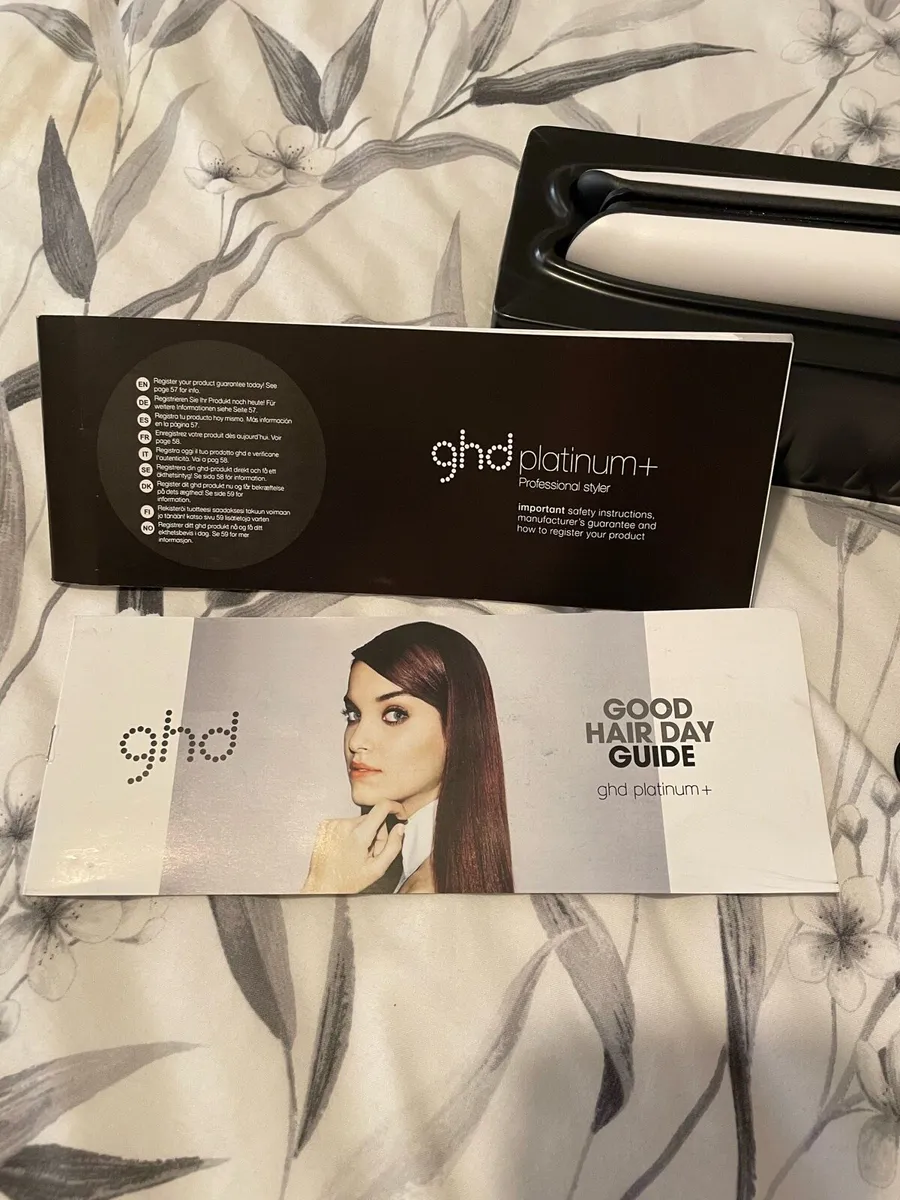 EN Register your product guarantee today! See
page 57 for info.
DE Registrieren Sie Ihr Produkt noch heute! Für
weitere Informationen siehe Seite 57.
ES Registra tu producto hoy mismo. Más información
en la página 57.
FR Enregistrez votre produit dès aujourd'hui. Voir
page 58.
IT Registra oggi il tuo prodotto ghd e verificane
l'autenticità. Vai a pag 58.
SE Registrera din ghd-produkt direkt och få ett
äkthetsintyg! Se sida 58 för information.
DK Register dit ghd produkt nu og får bekræftelse
på dets ægthed! Se side 59 for
information.
FI Rekisteröi tuotteesi saadaksesi takuun voimaan
jo tänään! katso sivu 59 lisätietoja varten
NO Registrer ditt ghd produkt nå og få ditt
ekthetsbevis i dag. Se 59 for mer
informasjon.
ghd platinum+
Professional styler
important safety instructions,
manufacturer's guarantee and
how to register your product
ghd
GOOD
HAIR DAY
GUIDE
ghd platinum+